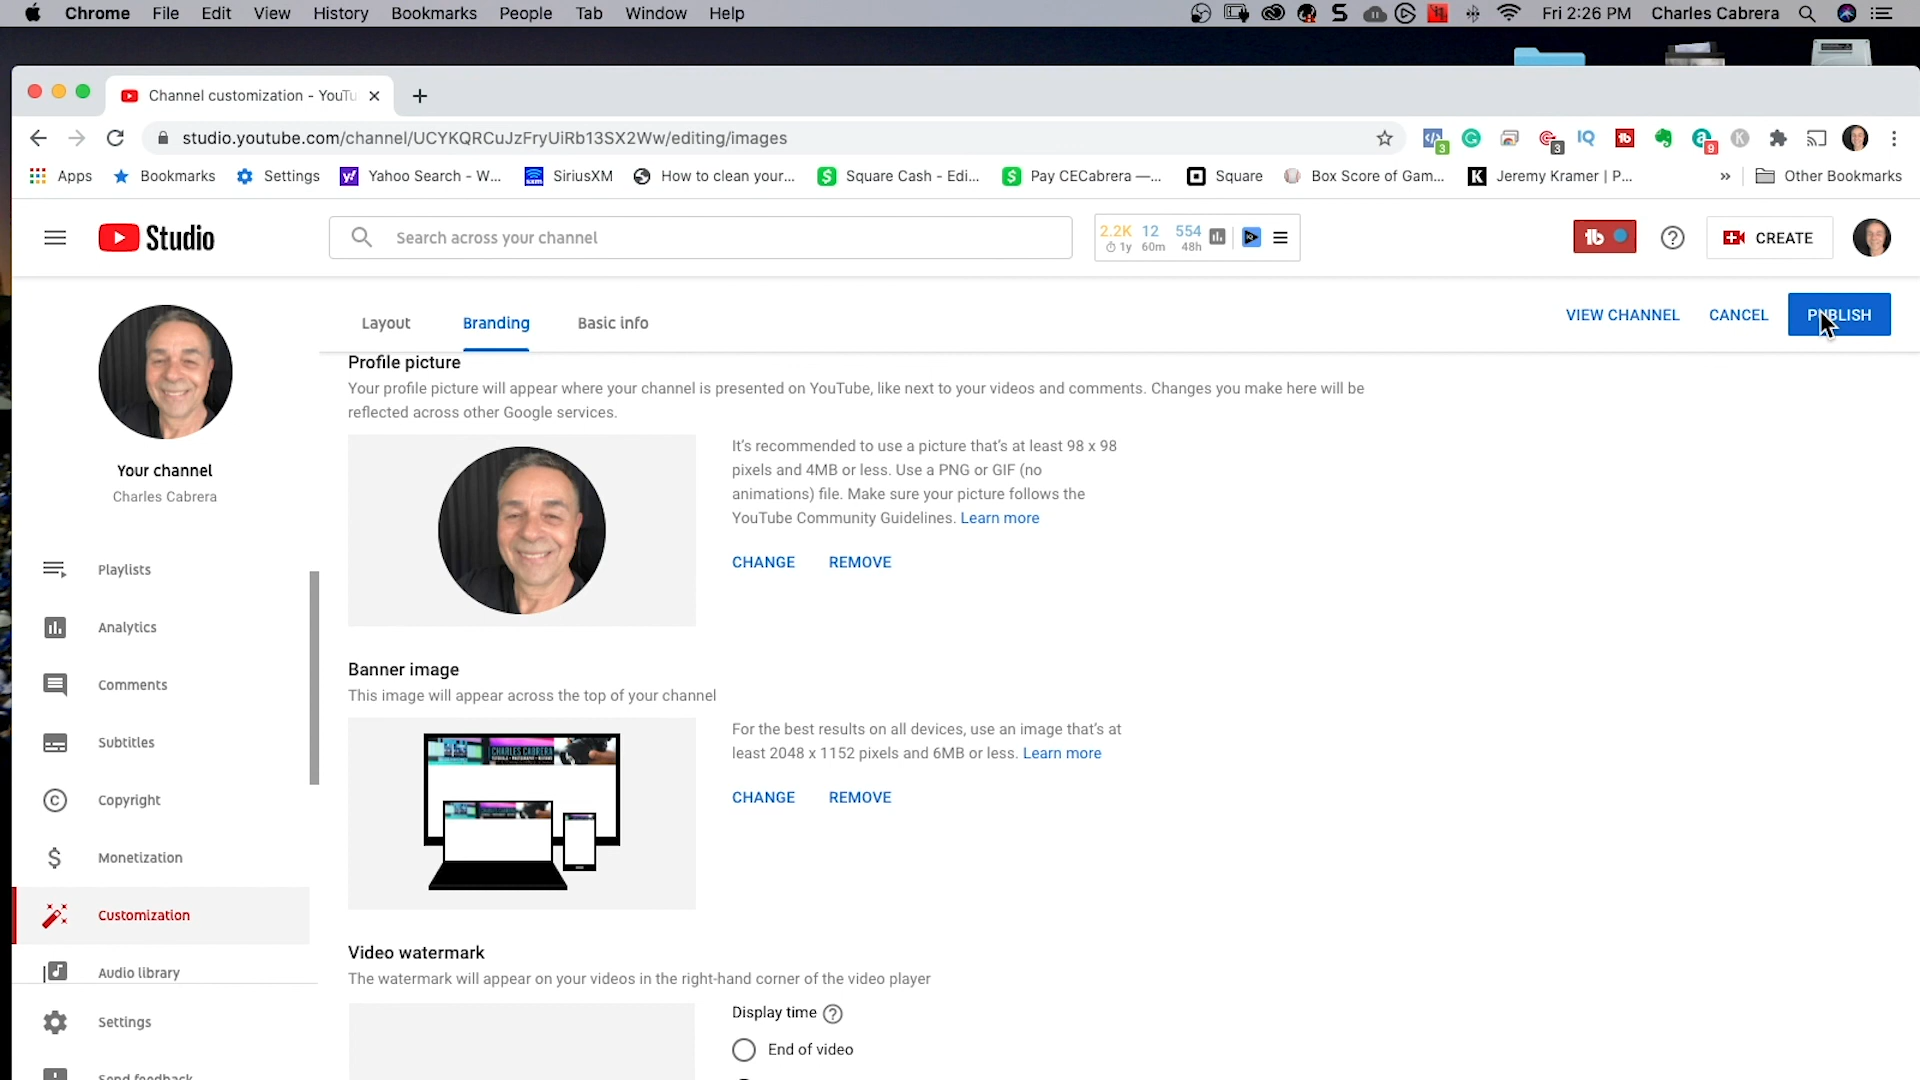 Chrome File Edit View History Bookmarks People Tab Window Help Fri 2:26 PM Charles Cabrera
Channel customization - YouTu
studio.youtube.com/channel/UCYKQRCuJzFryUiRb13SX2Ww/editing/images
3 3 IQ 9 K
Apps Bookmarks Settings Yahoo Search - W... SiriusXM How to clean your... Square Cash - Edi... Pay CECabrera —... Square Box Score of Gam... Jeremy Kramer | P... » Other Bookmarks
Studio Search across your channel 2.2K 12 554 CREATE
1y 60m 48h
Layout Branding Basic info VIEW CHANNEL CANCEL PUBLISH
Your channel
Charles Cabrera
Playlists
Analytics
Comments
Subtitles
Copyright
Monetization
Customization
Audio library
Settings
Send feedback
Profile picture
Your profile picture will appear where your channel is presented on YouTube, like next to your videos and comments. Changes you make here will be
reflected across other Google services.
It's recommended to use a picture that's at least 98 x 98
pixels and 4MB or less. Use a PNG or GIF (no
animations) file. Make sure your picture follows the
YouTube Community Guidelines. Learn more
CHANGE REMOVE
Banner image
This image will appear across the top of your channel
CHARLES CABRERA
For the best results on all devices, use an image that's at
least 2048 x 1152 pixels and 6MB or less. Learn more
CHANGE REMOVE
Video watermark
The watermark will appear on your videos in the right-hand corner of the video player
Display time
End of video